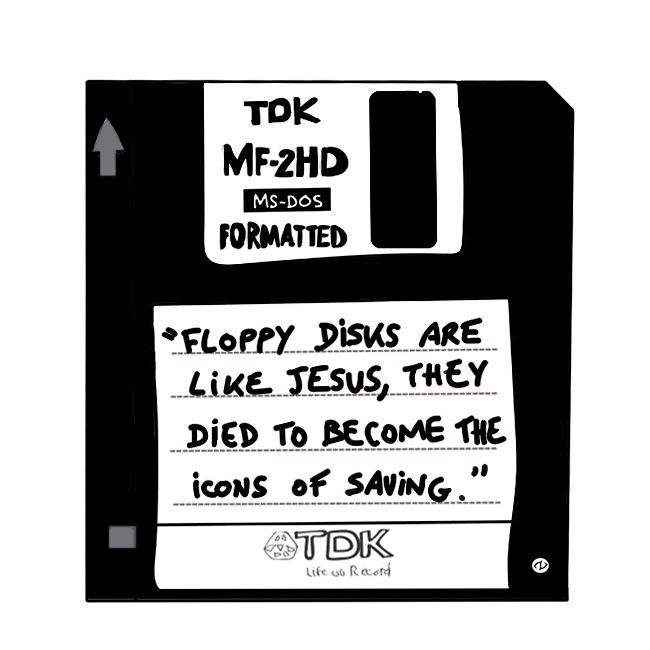 TDK
MF-2HD
MS-DOS
FORMATTED
"FLOPPY DiSKS ARE
LiKE JESUS, THEY
DiED TO BECOME THE
iCONS OF SAViNG."
TDK
Life on Record